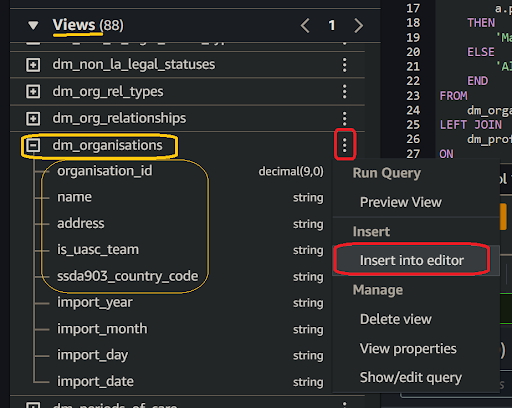 Views (88)
1
dm_non_la_legal_statuses
dm_org_rel_types
dm_org_relationships
dm_organisations
organisation_id decimal(9,0)
name string
address string
is_uasc_team string
ssda903_country_code string
import_year string
import_month string
import_day string
import_date string
dm_periods_of_care
Run Query
Preview View
Insert
Insert into editor
Manage
Delete view
View properties
Show/edit query
17 a.p
18 THEN
19 'Ma
20 ELSE
21 'Al
22 END
23 FROM
24 dm_orga
25 LEFT JOIN
26 dm_prof
27 ON